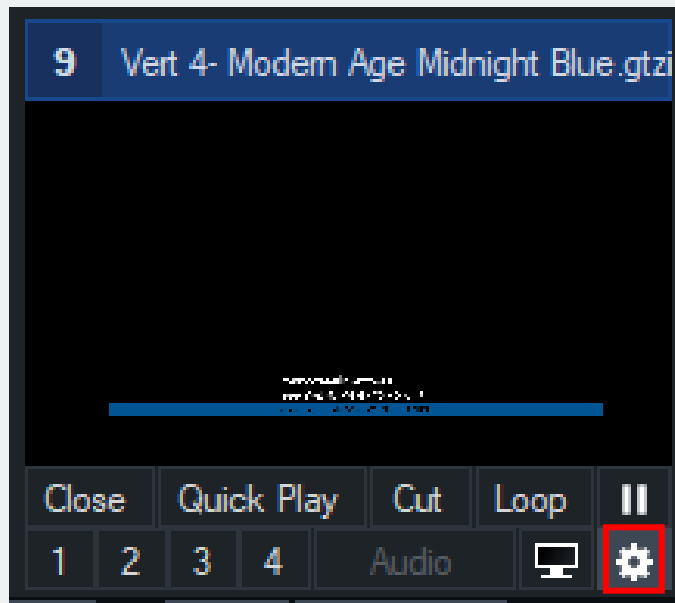 9 Vert 4- Modern Age Midnight Blue.gtzi
Close Quick Play Cut Loop
1 2 3 4 Audio